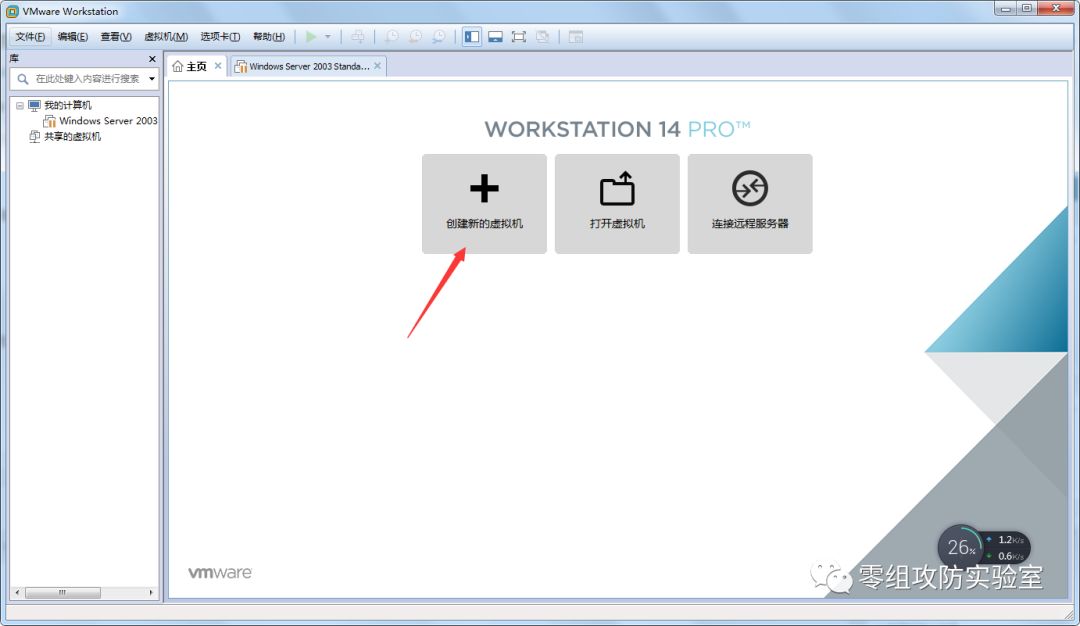 VMware Workstation
文件(F) 编辑(E) 查看(V) 虚拟机(M) 选项卡(T) 帮助(H)
库
主页
Windows Server 2003 Standa...
在此处键入内容进行搜索
我的计算机
Windows Server 2003
共享的虚拟机
WORKSTATION 14 PRO™
创建新的虚拟机
打开虚拟机
连接远程服务器
26%
1.2K/s
0.6K/s
vmware
零组攻防实验室